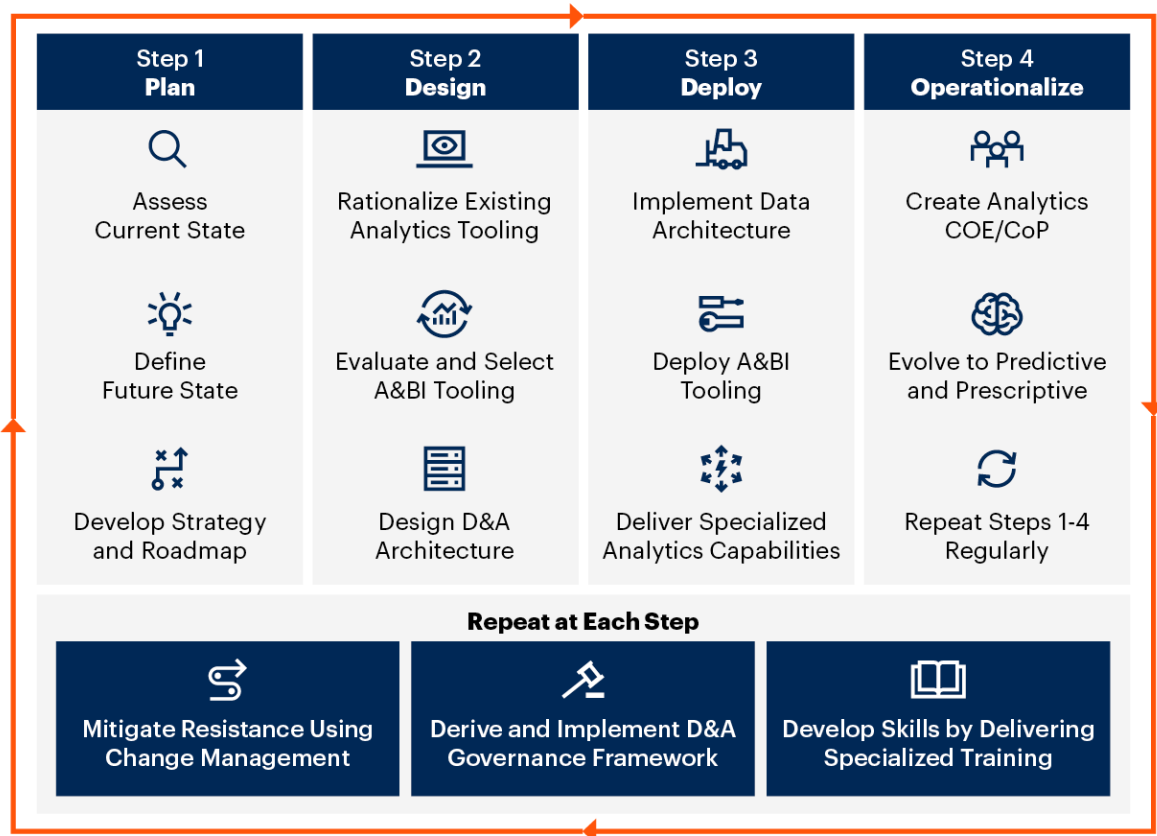 Step 1
Plan
Assess
Current State
Define
Future State
Develop Strategy
and Roadmap
Step 2
Design
Rationalize Existing
Analytics Tooling
Evaluate and Select
A&BI Tooling
Design D&A
Architecture
Step 3
Deploy
Implement Data
Architecture
Deploy A&BI
Tooling
Deliver Specialized
Analytics Capabilities
Step 4
Operationalize
Create Analytics
COE/CoP
Evolve to Predictive
and Prescriptive
Repeat Steps 1-4
Regularly
Repeat at Each Step
Mitigate Resistance Using
Change Management
Derive and Implement D&A
Governance Framework
Develop Skills by Delivering
Specialized Training